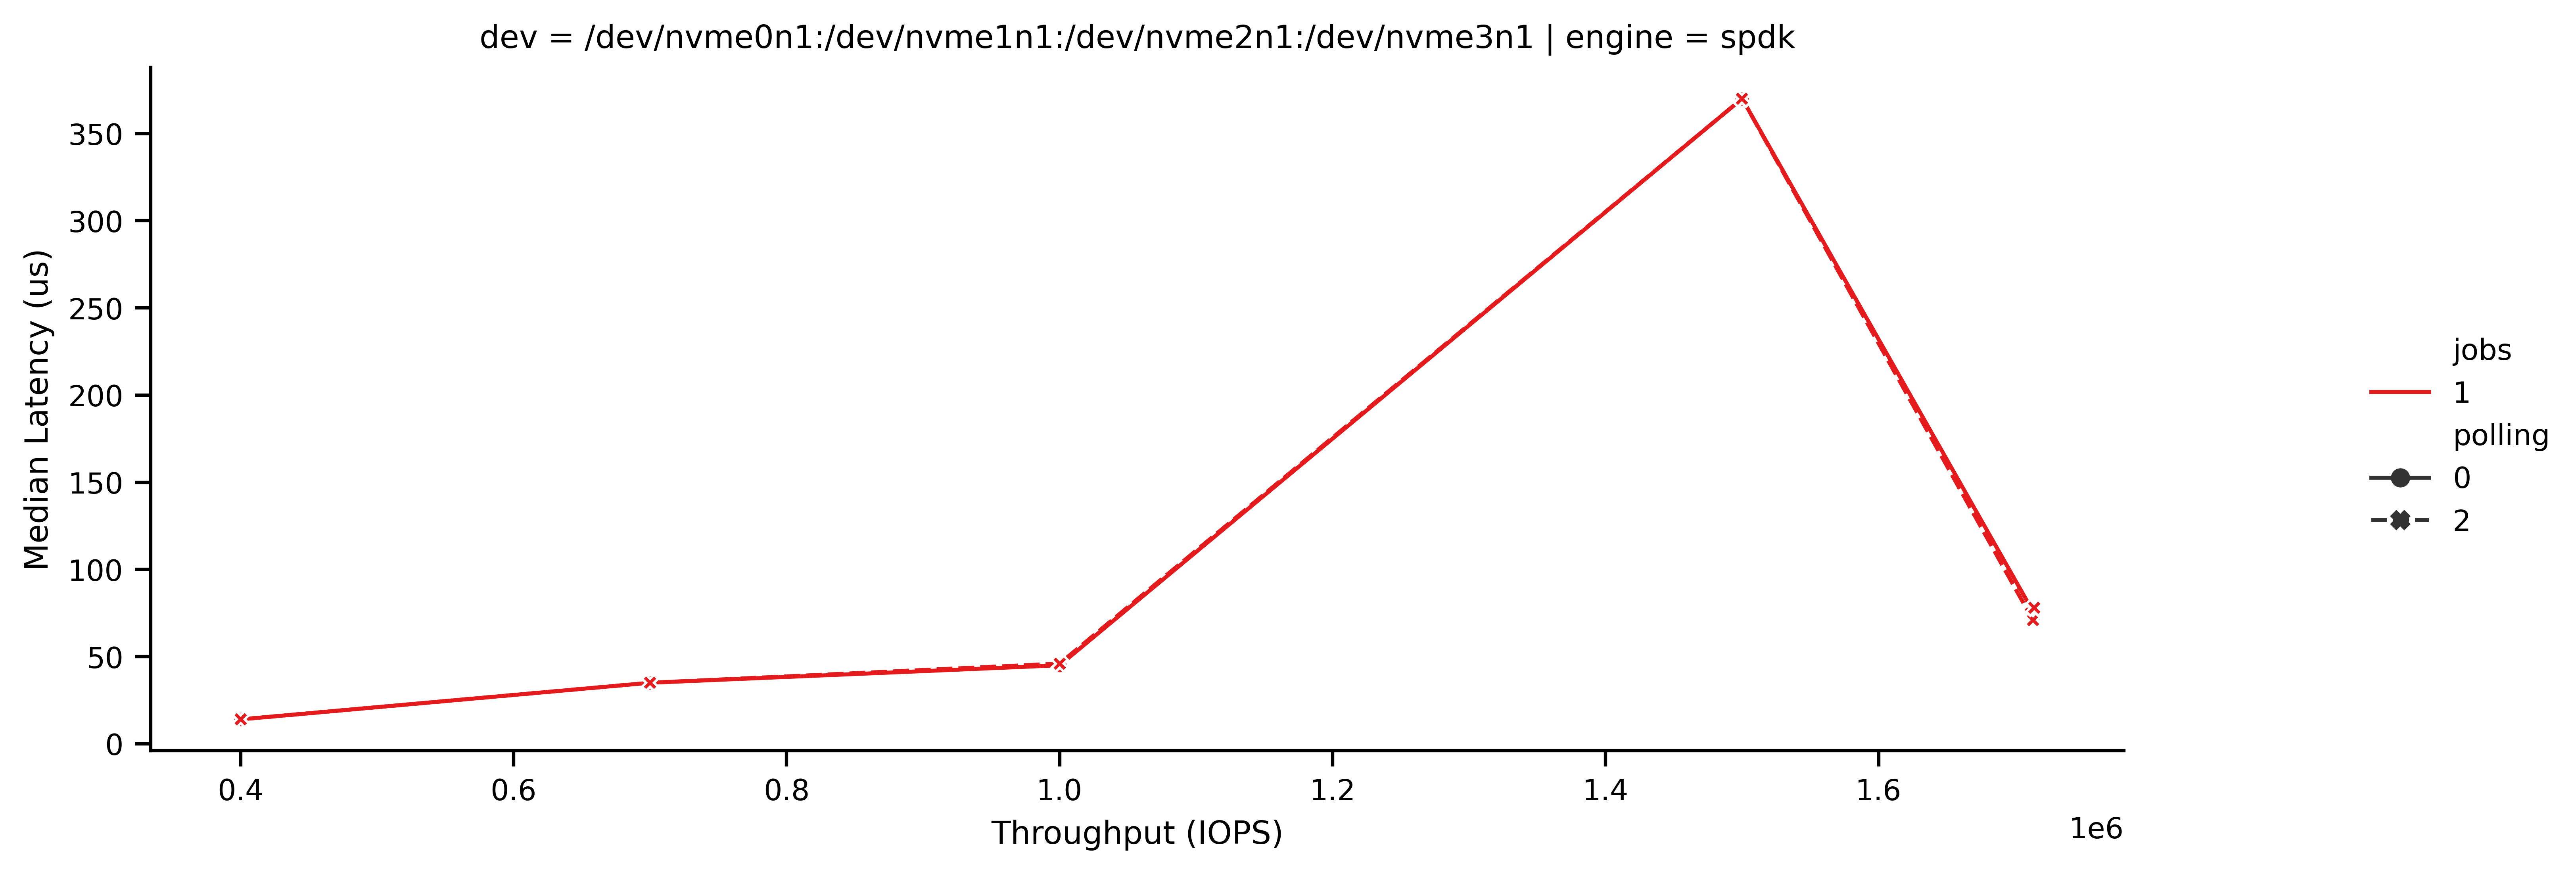 dev = /dev/nvme0n1:/dev/nvme1n1:/dev/nvme2n1:/dev/nvme3n1 | engine = spdk
Median Latency (us)
350
300
250
200
150
100
50
0
0.4 0.6 0.8 1.0 1.2 1.4 1.6
1e6
Throughput (IOPS)
jobs
1
polling
0
2